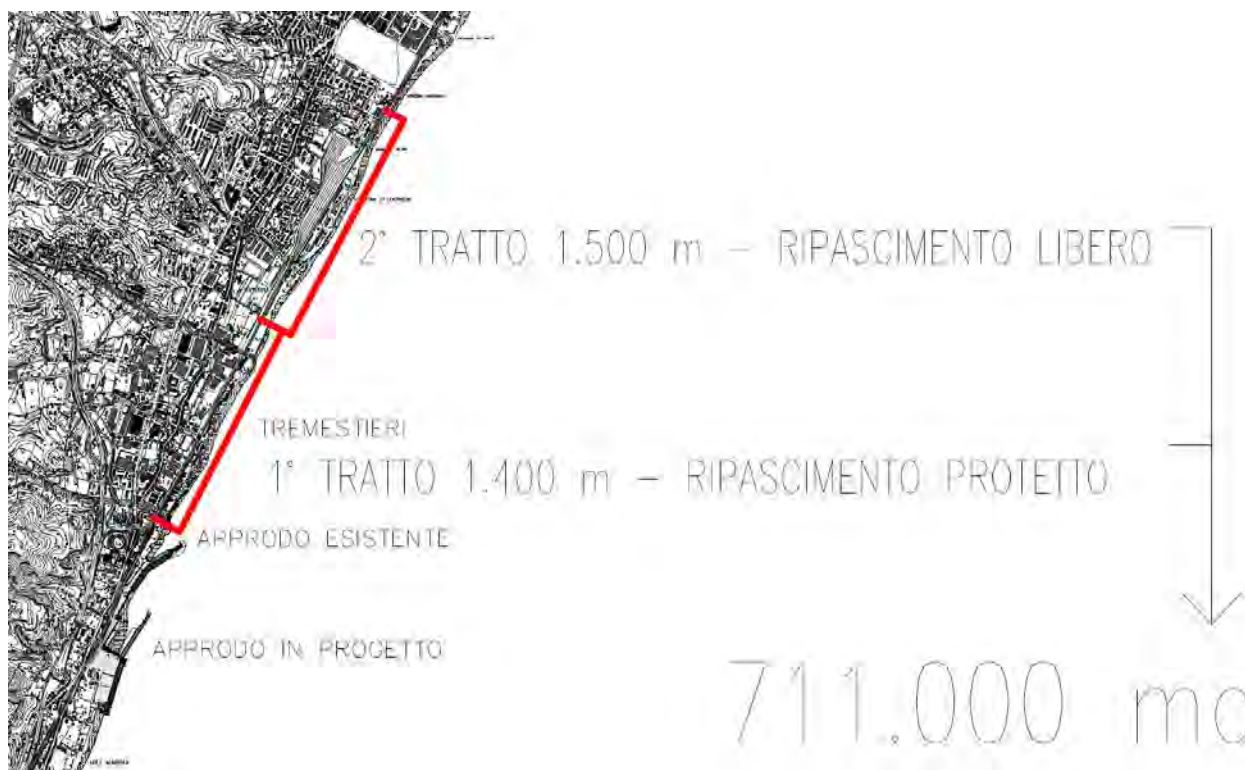 2° TRATTO 1.500 m – RIPASCIMENTO LIBERO
TREMESTIERI
1° TRATTO 1.400 m – RIPASCIMENTO PROTETTO
APPRODO ESISTENTE
APPRODO IN PROGETTO
711.000 mc